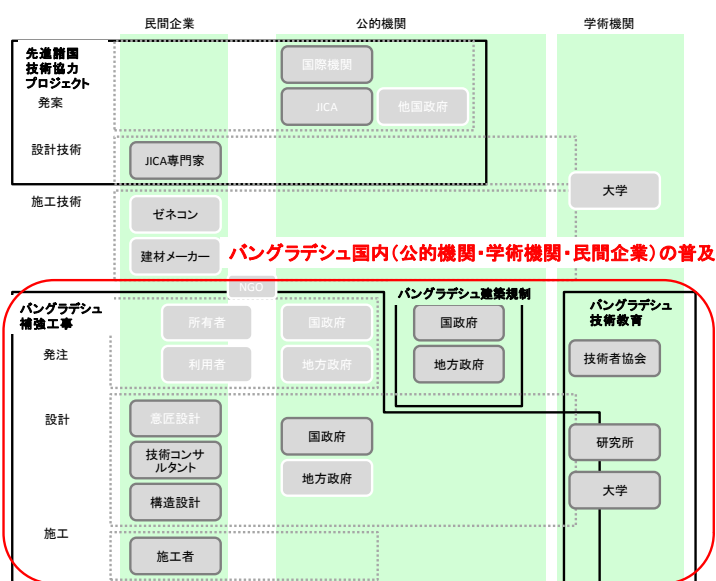 民間企業
公的機関
学術機関
先進諸国
技術協力
プロジェクト
発案
国際機関
JICA
他国政府
設計技術
JICA専門家
大学
施工技術
ゼネコン
建材メーカー
バングラデシュ国内(公的機関・学術機関・民間企業)の普及
NGO
バングラデシュ
補強工事
バングラデシュ建築規制
バングラデシュ
技術教育
所有者
国政府
国政府
発注
利用者
地方政府
地方政府
技術者協会
設計
意匠設計
国政府
技術コンサ
ルタント
研究所
地方政府
構造設計
大学
施工
施工者